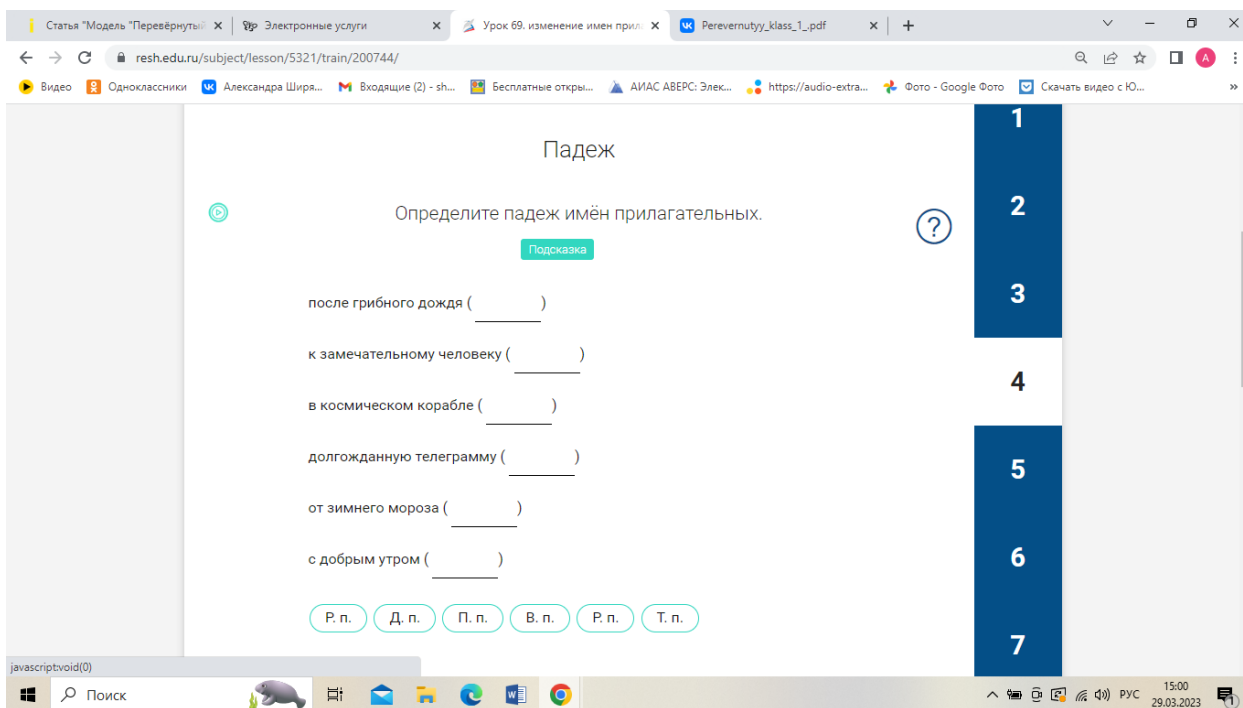 Статья "Модель "Перевёрнутый
Электронные услуги
Урок 69. изменение имен прил
Perevernutyy_klass_1_.pdf
resh.edu.ru/subject/lesson/5321/train/200744/
A
Видео
Одноклассники
Александра Ширя...
Входящие (2) - sh...
Бесплатные откры...
АИАС АВЕРС: Элек...
https://audio-extra...
Фото - Google Фото
Скачать видео с Ю...
»
Падеж
Определите падеж имён прилагательных.
?
Подсказка
после грибного дождя ( )
к замечательному человеку ( )
в космическом корабле ( )
долгожданную телеграмму ( )
от зимнего мороза ( )
с добрым утром ( )
Р. п. Д. п. П. п. В. п. Р. п. Т. п.
1
2
3
4
5
6
7
javascript:void(0)
Поиск
РУС
15:00
29.03.2023